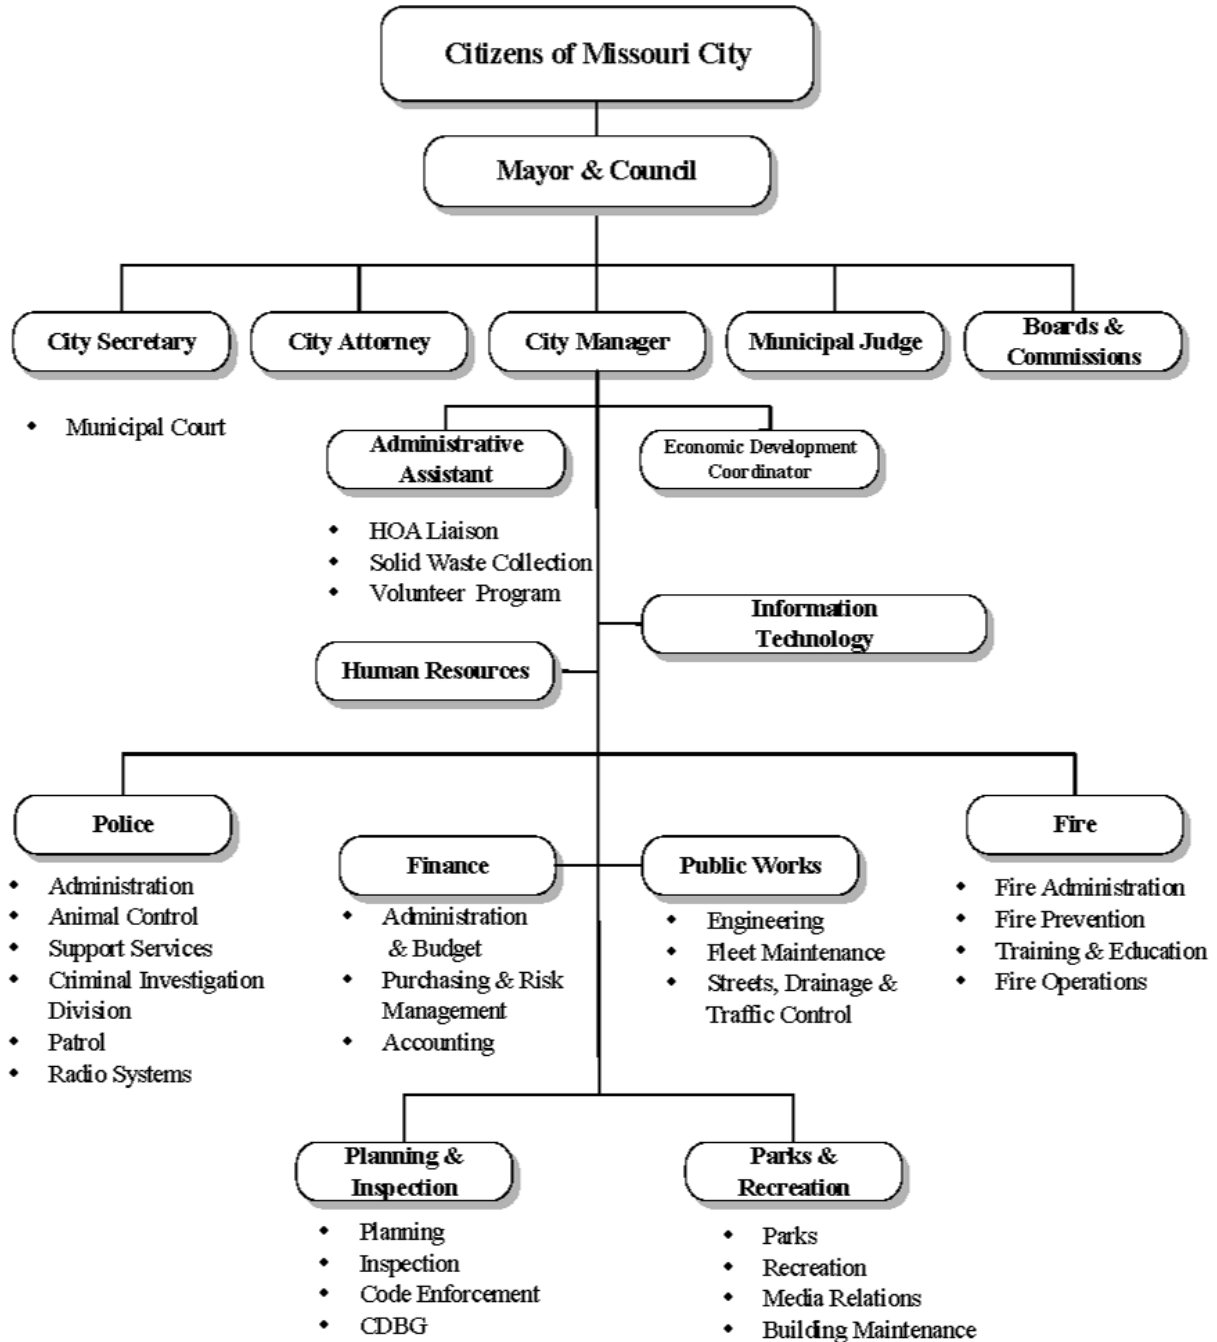 Citizens of Missouri City
Mayor & Council
City Secretary
City Attorney
City Manager
Municipal Judge
Boards &
Commissions
• Municipal Court
Administrative
Assistant
Economic Development
Coordinator
• HOA Liaison
• Solid Waste Collection
• Volunteer Program
Information
Technology
Human Resources
Police
• Administration
• Animal Control
• Support Services
• Criminal Investigation
Division
• Patrol
• Radio Systems
Finance
• Administration
& Budget
• Purchasing & Risk
Management
• Accounting
Public Works
• Engineering
• Fleet Maintenance
• Streets, Drainage &
Traffic Control
Fire
• Fire Administration
• Fire Prevention
• Training & Education
• Fire Operations
Planning &
Inspection
• Planning
• Inspection
• Code Enforcement
• CDBG
Parks &
Recreation
• Parks
• Recreation
• Media Relations
• Building Maintenance